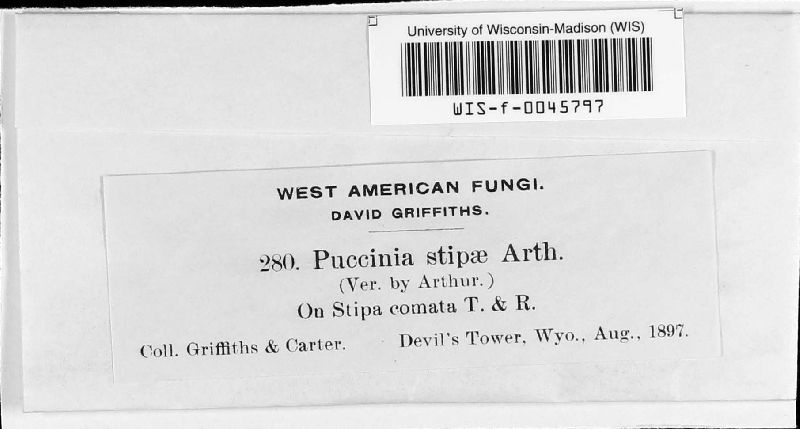 University of Wisconsin-Madison (WIS)
WIS-f-0045797
WEST AMERICAN FUNGI.
DAVID GRIFFITHS.
280. Puccinia stipæ Arth.
(Ver. by Arthur.)
On Stipa comata T. & R.
Coll. Griffiths & Carter. Devil's Tower, Wyo., Aug., 1897.